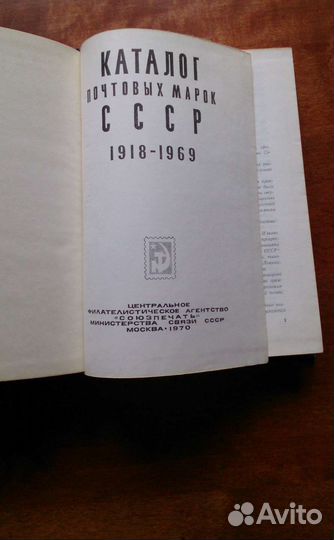 КАТАЛОГ
ПОЧТОВЫХ МАРОК
СССР
1918-1969
ЦЕНТРАЛЬНОЕ
ФИЛАТЕЛИСТИЧЕСКОЕ АГЕНТСТВО
"СОЮЗПЕЧАТЬ"
МИНИСТЕРСТВА СВЯЗИ СССР
МОСКВА-1970
Avito